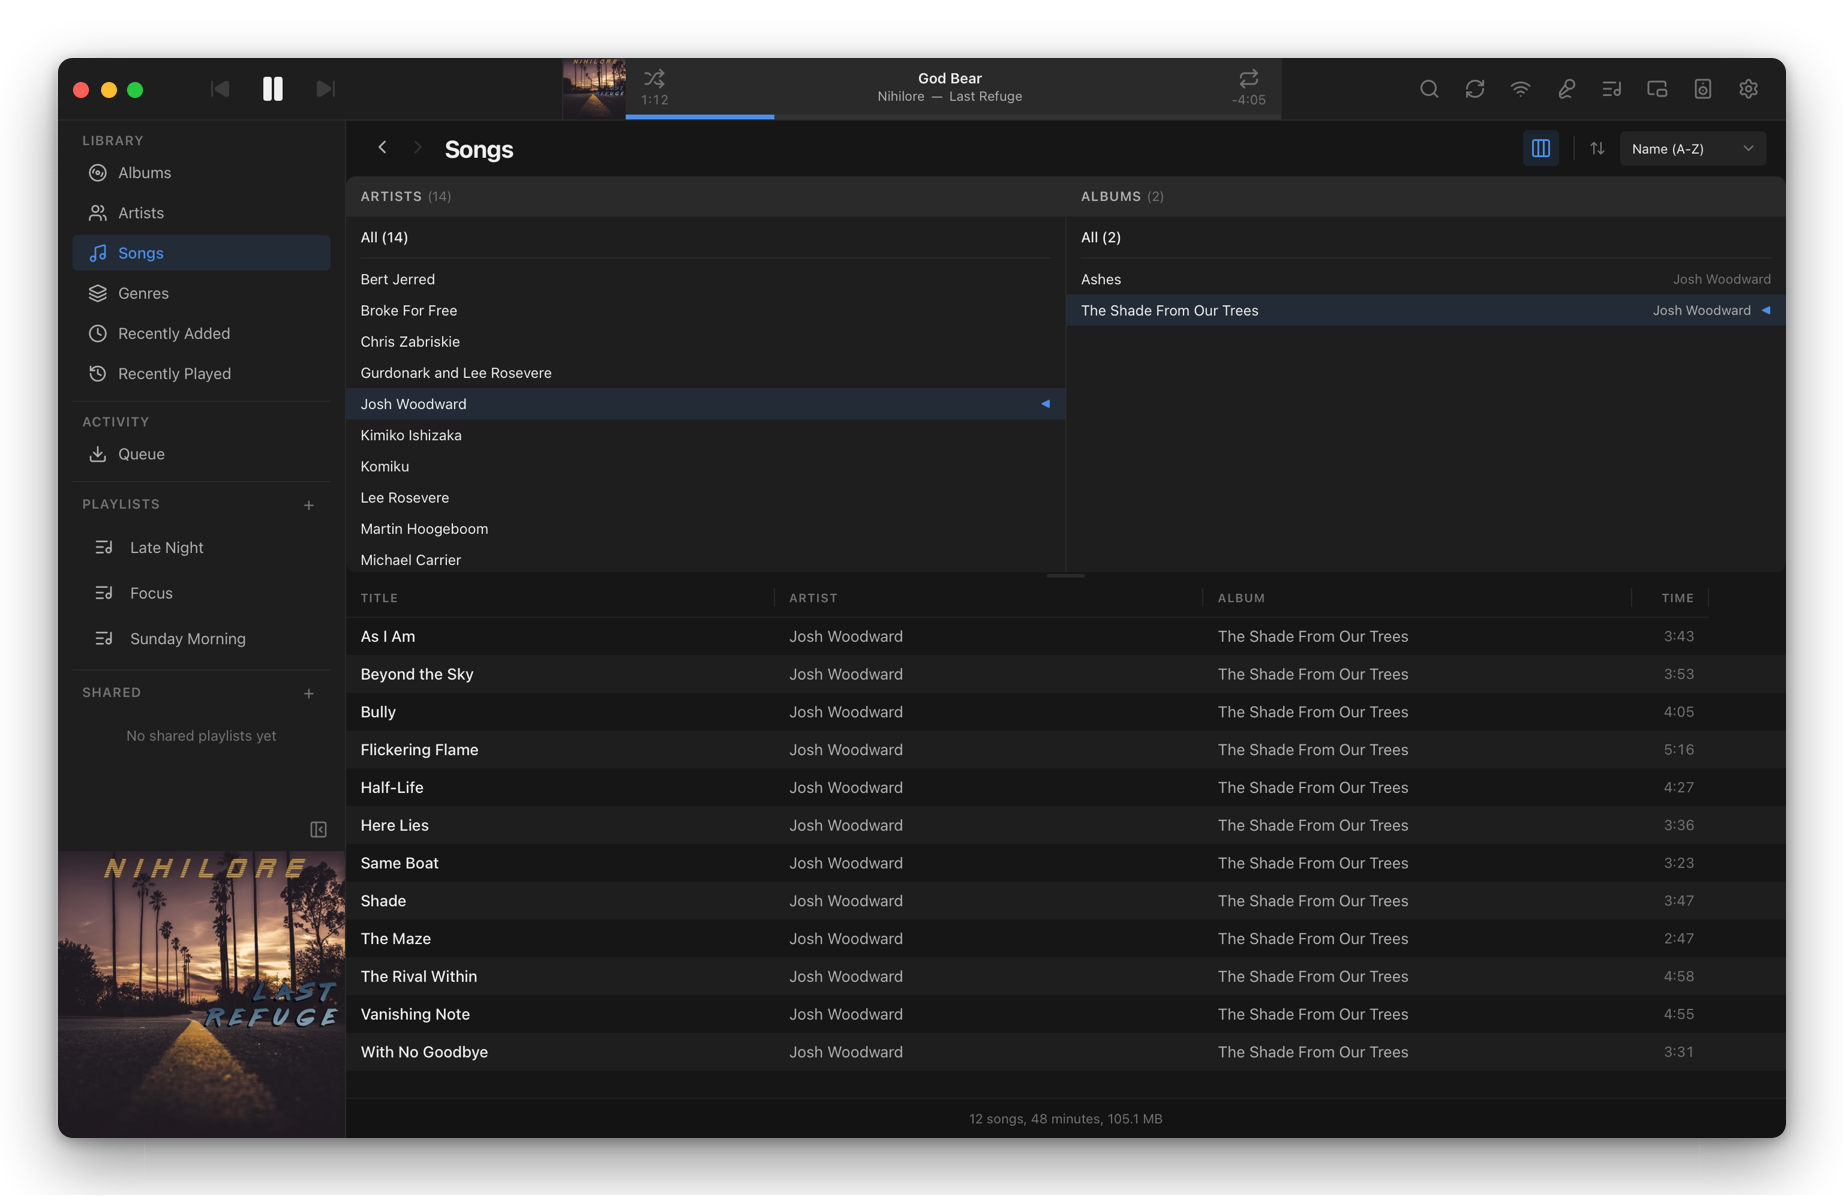 NIHILORE
LAST
REFUGE
1:12
God Bear
Nihilore — Last Refuge
-4:05
LIBRARY
Albums
Artists
Songs
Genres
Recently Added
Recently Played
ACTIVITY
Queue
PLAYLISTS +
Late Night
Focus
Sunday Morning
SHARED +
No shared playlists yet
NIHILORE
LAST
REFUGE
Songs
Name (A-Z)
ARTISTS (14)
All (14)
Bert Jerred
Broke For Free
Chris Zabriskie
Gurdonark and Lee Rosevere
Josh Woodward
Kimiko Ishizaka
Komiku
Lee Rosevere
Martin Hoogeboom
Michael Carrier
ALBUMS (2)
All (2)
Ashes Josh Woodward
The Shade From Our Trees Josh Woodward
TITLE ARTIST ALBUM TIME
As I Am Josh Woodward The Shade From Our Trees 3:43
Beyond the Sky Josh Woodward The Shade From Our Trees 3:53
Bully Josh Woodward The Shade From Our Trees 4:05
Flickering Flame Josh Woodward The Shade From Our Trees 5:16
Half-Life Josh Woodward The Shade From Our Trees 4:27
Here Lies Josh Woodward The Shade From Our Trees 3:36
Same Boat Josh Woodward The Shade From Our Trees 3:23
Shade Josh Woodward The Shade From Our Trees 3:47
The Maze Josh Woodward The Shade From Our Trees 2:47
The Rival Within Josh Woodward The Shade From Our Trees 4:58
Vanishing Note Josh Woodward The Shade From Our Trees 4:55
With No Goodbye Josh Woodward The Shade From Our Trees 3:31
12 songs, 48 minutes, 105.1 MB